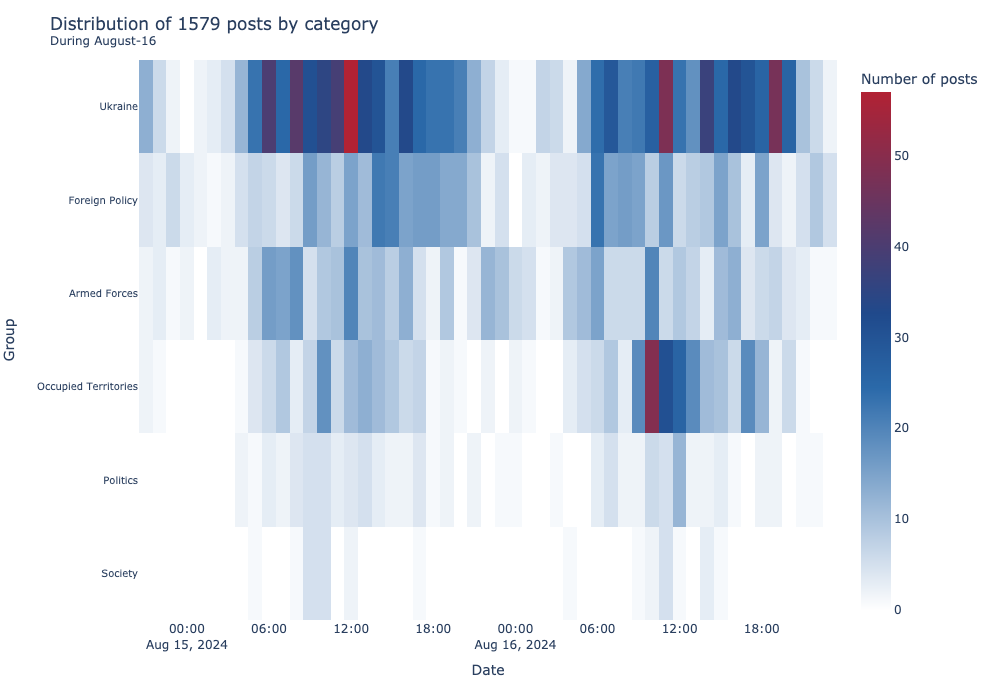 Distribution of 1579 posts by category
During August-16
Number of posts
Group
Ukraine
Foreign Policy
Armed Forces
Occupied Territories
Politics
Society
50
40
30
20
10
0
00:00
Aug 15, 2024
06:00
12:00
18:00
00:00
Aug 16, 2024
06:00
12:00
18:00
Date